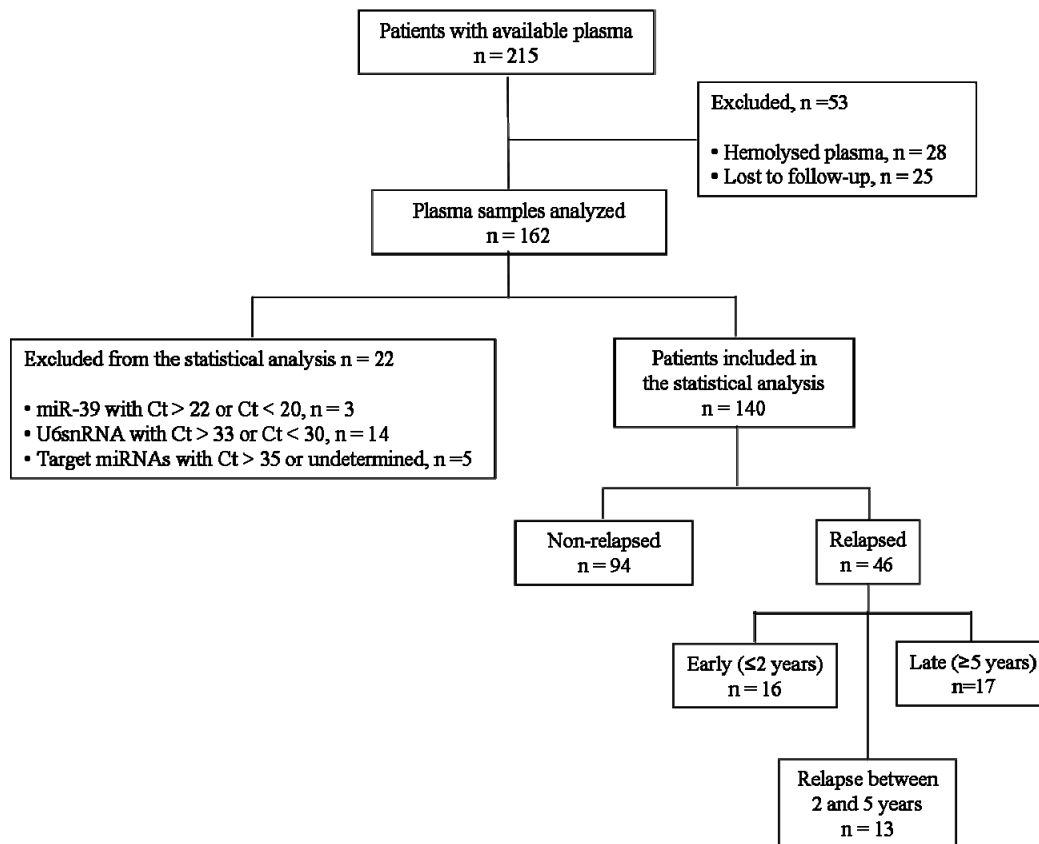 Patients with available plasma
n = 215
Excluded, n =53
• Hemolysed plasma, n = 28
• Lost to follow-up, n = 25
Plasma samples analyzed
n = 162
Excluded from the statistical analysis n = 22
• miR-39 with Ct > 22 or Ct < 20, n = 3
• U6snRNA with Ct > 33 or Ct < 30, n = 14
• Target miRNAs with Ct > 35 or undetermined, n =5
Patients included in
the statistical analysis
n = 140
Non-relapsed
n = 94
Relapsed
n = 46
Early (≤2 years)
n = 16
Late (≥5 years)
n=17
Relapse between
2 and 5 years
n = 13